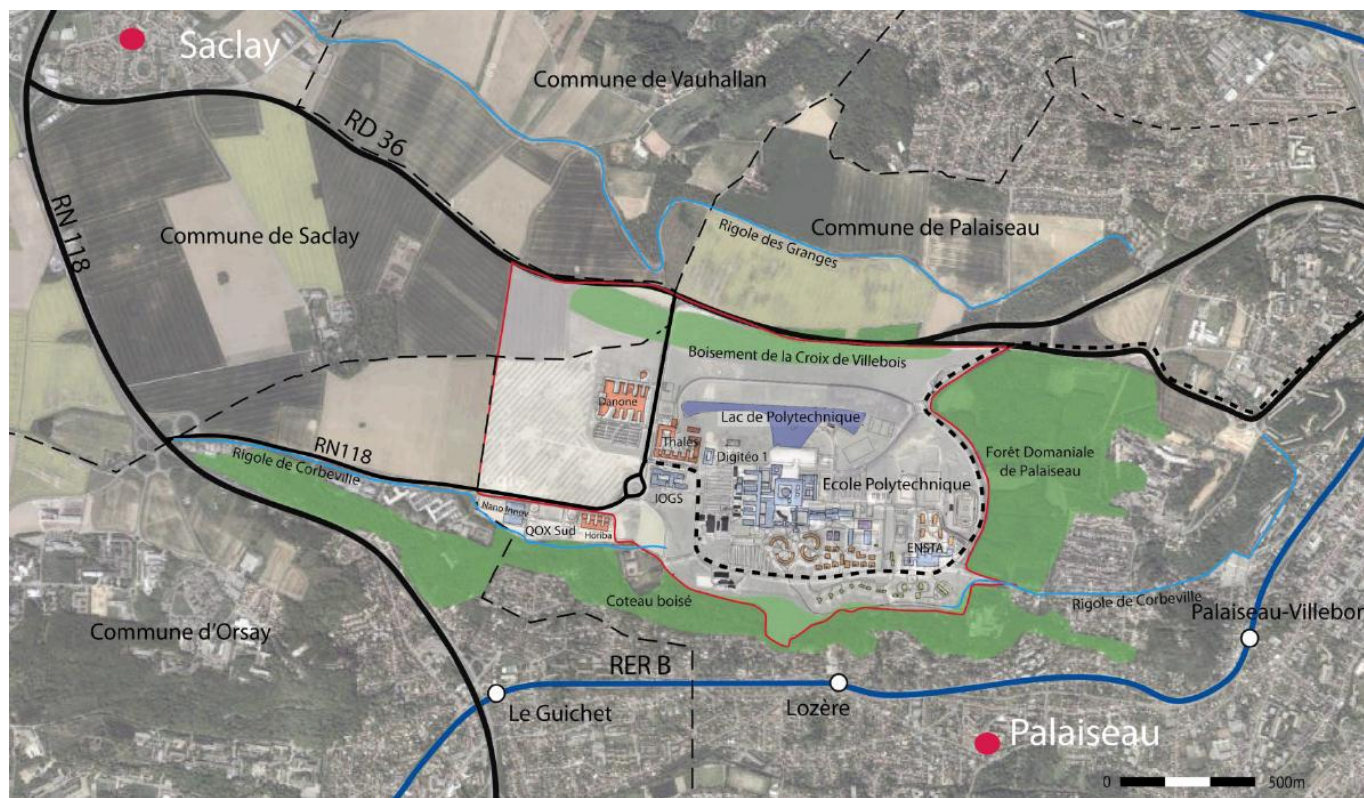 Saclay
Commune de Vauhallan
RD 36
RN118
Commune de Saclay
Commune de Palaiseau
Rigole des Granges
Boisement de la Croix de Villebois
Danone
Lac de Polytechnique
Thalès
Digitéo 1
Forêt Domaniale
de Palaiseau
RN118
Rigole de Corbeville
IOGS
Ecole Polytechnique
Nano Innov
QOX Sud
Horiba
ENSTA
Coteau boisé
Rigole de Corbeville
Palaiseau-Villebon
Commune d'Orsay
RER B
Le Guichet
Lozère
Palaiseau
0
500m